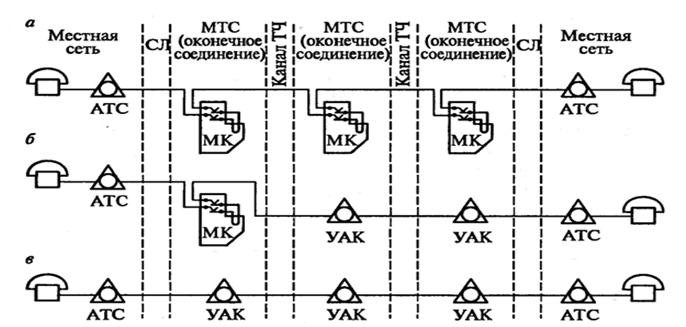 а
Местная
сеть
СЛ
МТС
(оконечное
соединение)
Канал ТЧ
МТС
(оконечное
соединение)
Канал ТЧ
МТС
(оконечное
соединение)
СЛ
Местная
сеть
АТС
МК
МК
МК
АТС
б
АТС
МК
УАК
УАК
АТС
в
АТС
УАК
УАК
УАК
АТС